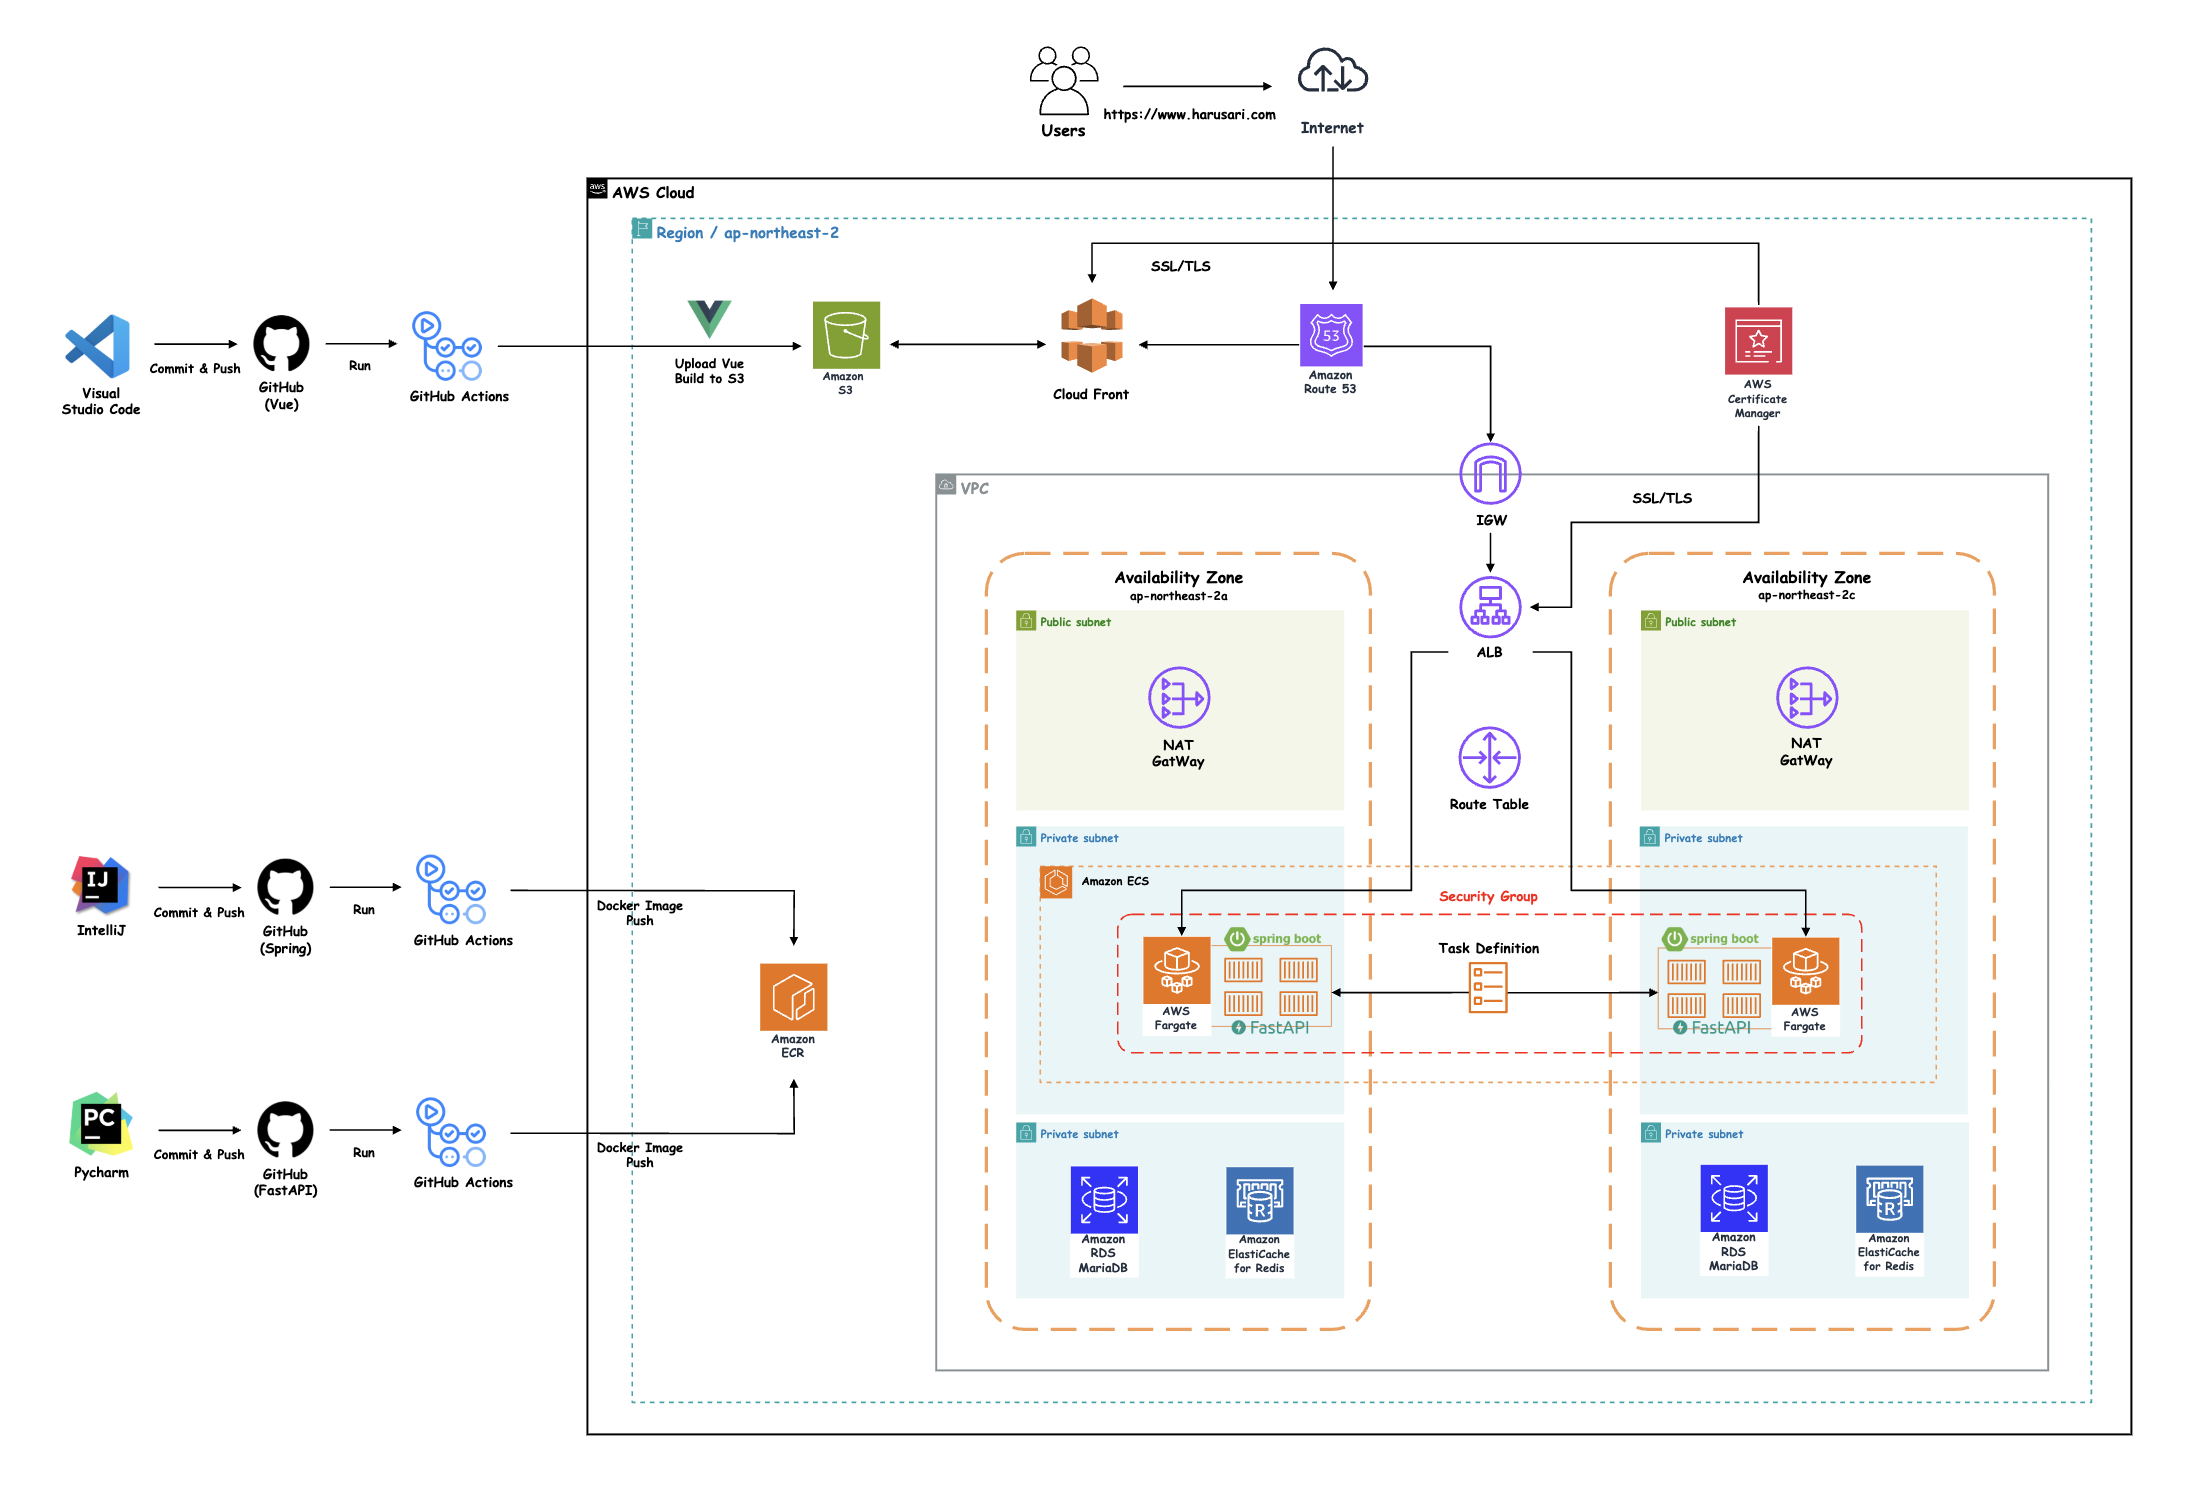 Users
https://www.harusari.com
Internet
aws
AWS Cloud
Region / ap-northeast-2
SSL/TLS
Visual
Studio Code
Commit & Push
GitHub
(Vue)
Run
GitHub Actions
Upload Vue
Build to S3
Amazon
S3
Cloud Front
53
Amazon
Route 53
AWS
Certificate
Manager
VPC
IGW
SSL/TLS
Availability Zone
ap-northeast-2a
Public subnet
NAT
GatWay
ALB
Route Table
Availability Zone
ap-northeast-2c
Public subnet
NAT
GatWay
IJ
IntelliJ
Commit & Push
GitHub
(Spring)
Run
GitHub Actions
Docker Image
Push
Amazon
ECR
PC
Pycharm
Commit & Push
GitHub
(FastAPI)
Run
GitHub Actions
Docker Image
Push
Private subnet
Amazon ECS
Security Group
spring boot
AWS
Fargate
FastAPI
Task Definition
Private subnet
spring boot
FastAPI
AWS
Fargate
Private subnet
Amazon
RDS
MariaDB
R
Amazon
ElastiCache
for Redis
Private subnet
Amazon
RDS
MariaDB
R
Amazon
ElastiCache
for Redis